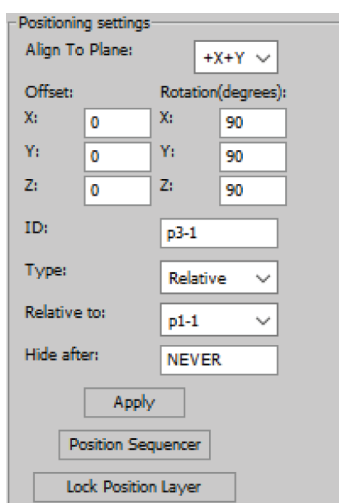 Positioning settings
Align To Plane: +X+Y
Offset: Rotation(degrees):
X: 0 X: 90
Y: 0 Y: 90
Z: 0 Z: 90
ID: p3-1
Type: Relative
Relative to: p1-1
Hide after: NEVER
Apply
Position Sequencer
Lock Position Layer